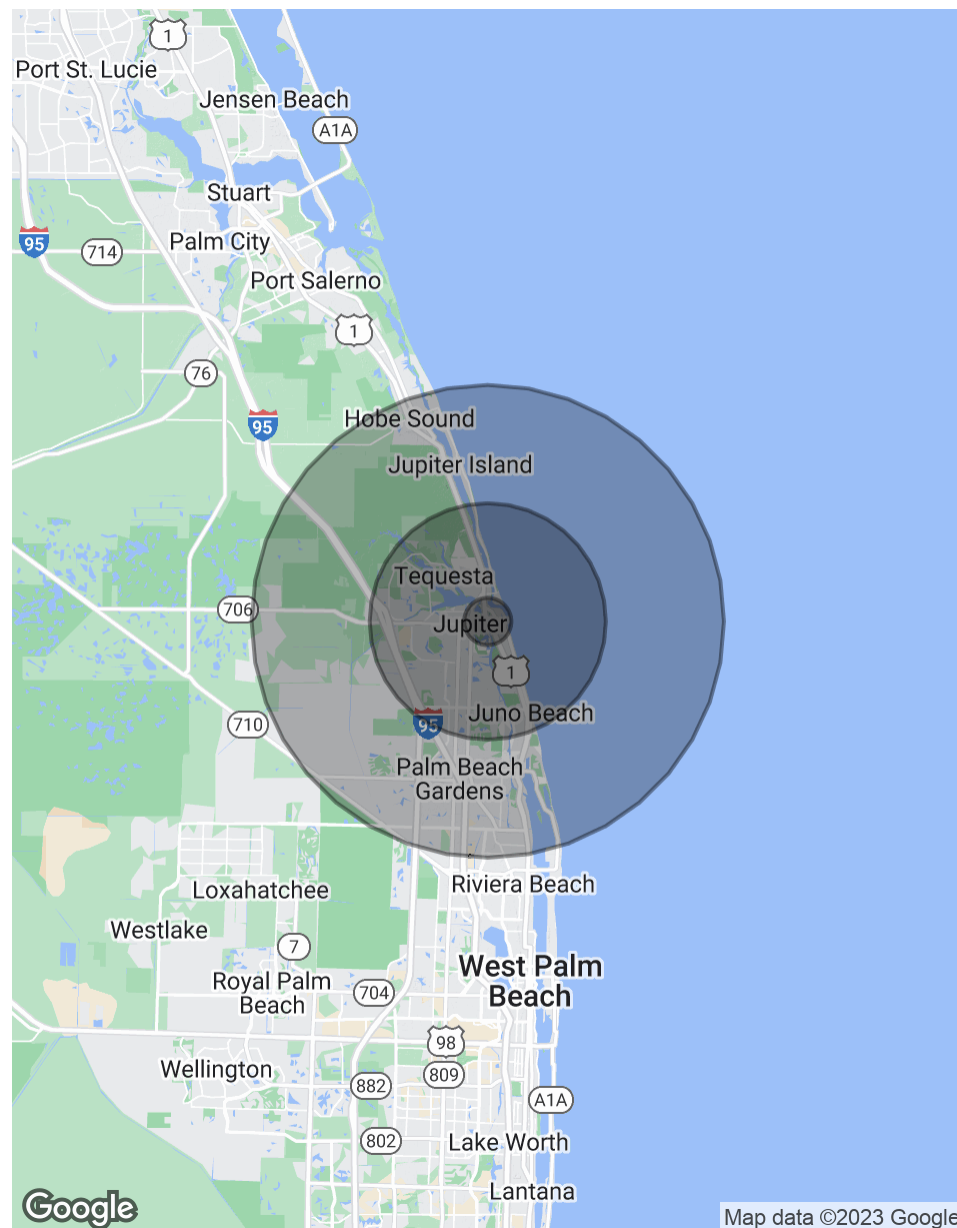 1
Port St. Lucie
Jensen Beach
A1A
Stuart
95
714
Palm City
Port Salerno
1
76
95
Hobe Sound
Jupiter Island
Tequesta
706
Jupiter
1
710
95
Juno Beach
Palm Beach
Gardens
Riviera Beach
Loxahatchee
Westlake
7
Royal Palm
Beach
704
West Palm
Beach
98
Wellington
809
882
A1A
802
Lake Worth
Lantana
Google
Map data ©2023 Google